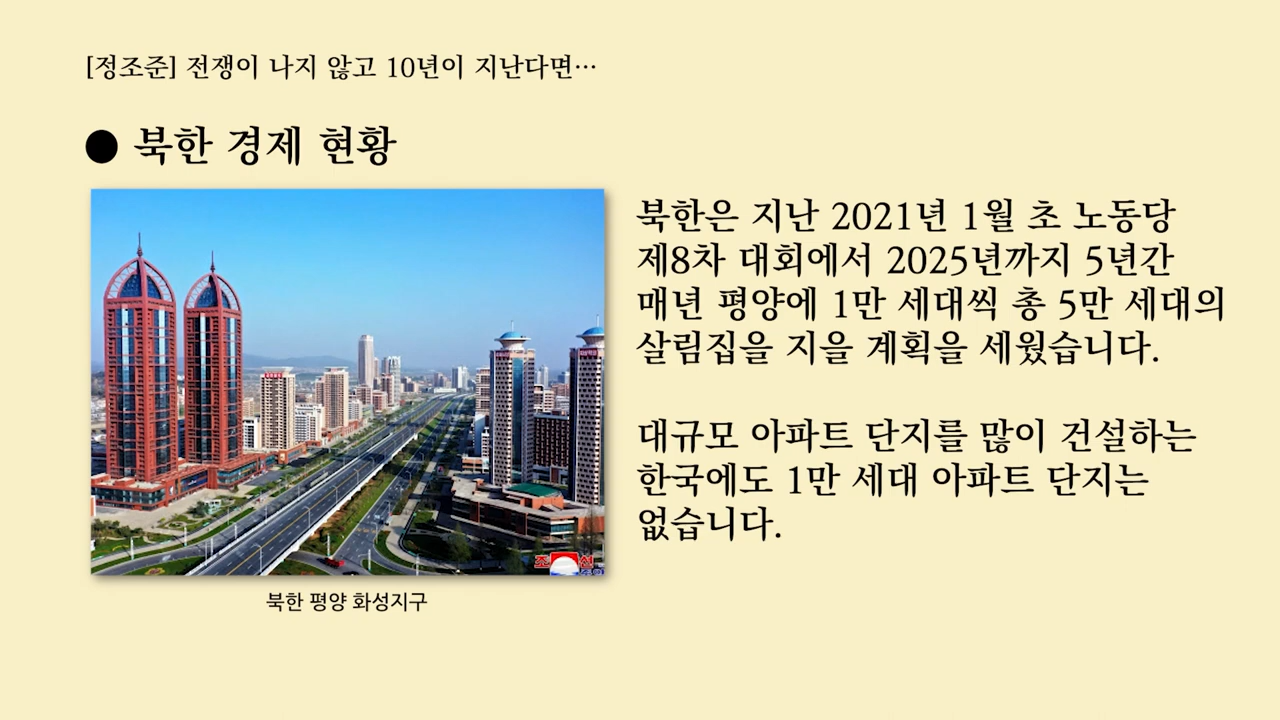 [정조준] 전쟁이 나지 않고 10년이 지난다면…
● 북한 경제 현황
북한은 지난 2021년 1월 초 노동당
제8차 대회에서 2025년까지 5년간
매년 평양에 1만 세대씩 총 5만 세대의
살림집을 지을 계획을 세웠습니다.
대규모 아파트 단지를 많이 건설하는
한국에도 1만 세대 아파트 단지는
없습니다.
북한 평양 화성지구